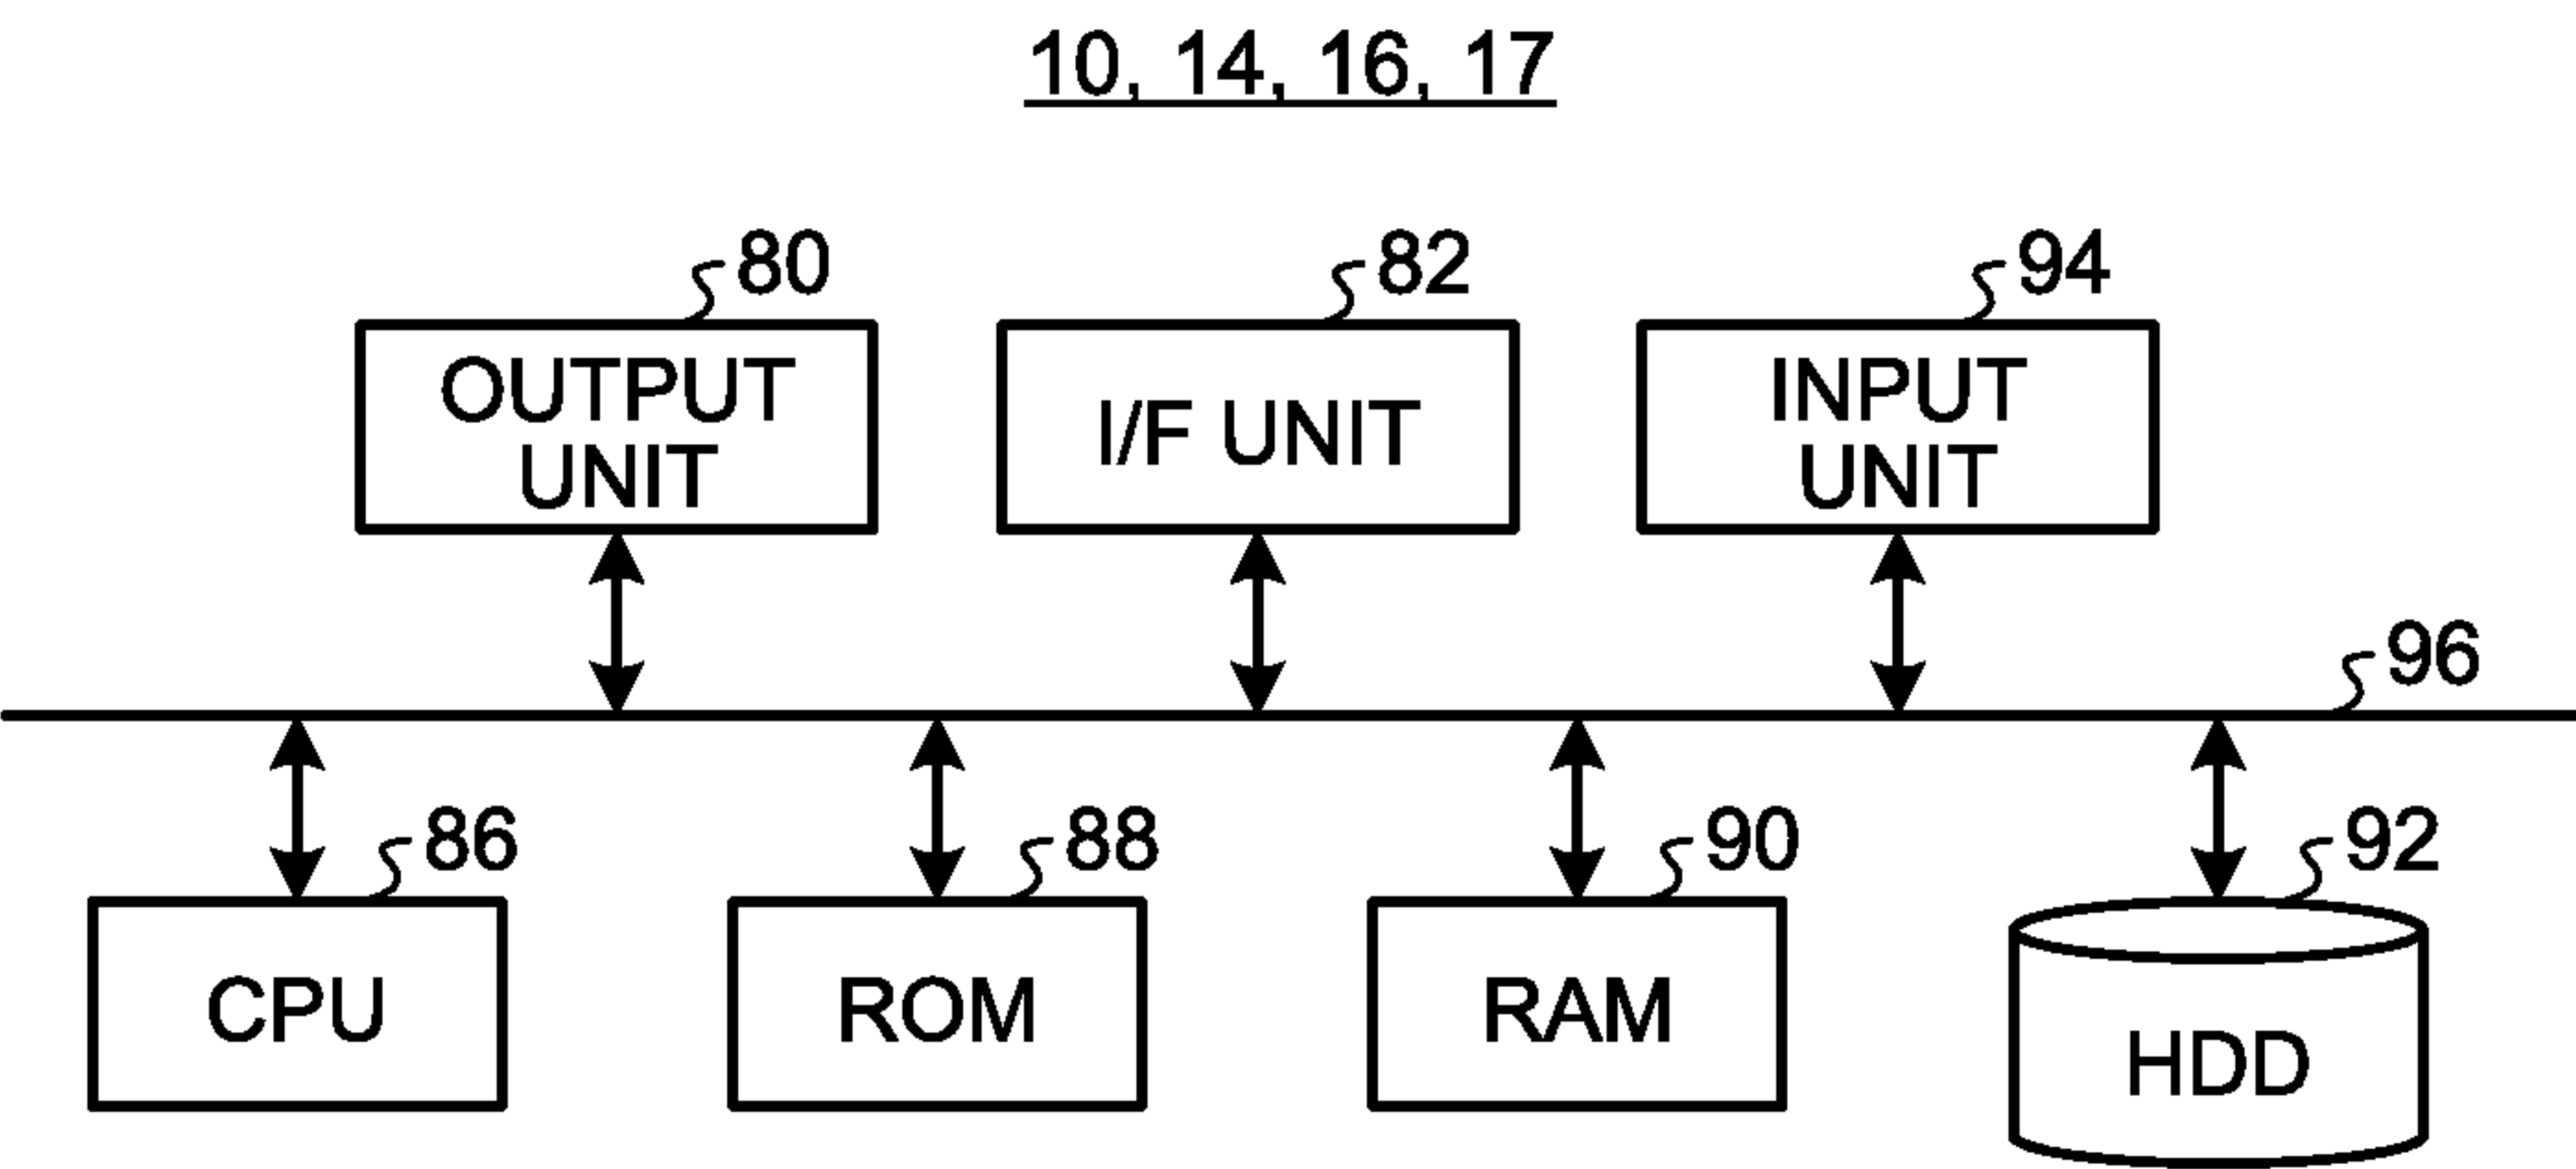 10, 14, 16, 17
80
82
94
OUTPUT
UNIT
I/F UNIT
INPUT
UNIT
96
86
88
90
92
CPU
ROM
RAM
HDD